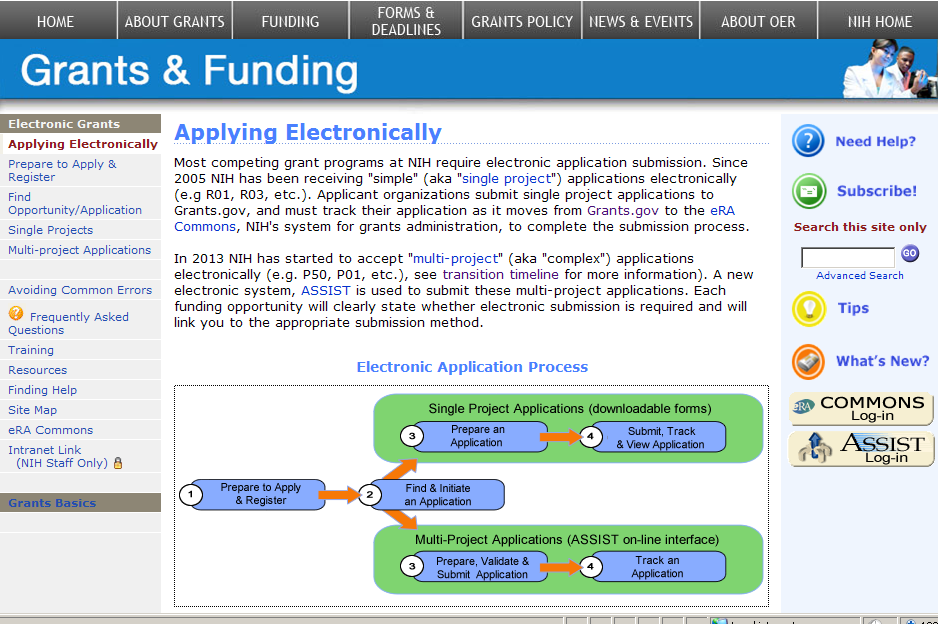 HOME
ABOUT GRANTS
FUNDING
FORMS &
DEADLINES
GRANTS POLICY
NEWS & EVENTS
ABOUT OER
NIH HOME
Grants & Funding
Electronic Grants
Applying Electronically
Prepare to Apply &
Register
Find
Opportunity/Application
Single Projects
Multi-project Applications
Avoiding Common Errors
? Frequently Asked
Questions
Training
Resources
Finding Help
Site Map
eRA Commons
Intranet Link
(NIH Staff Only)
Grants Basics
Applying Electronically
Most competing grant programs at NIH require electronic application submission. Since
2005 NIH has been receiving "simple" (aka "single project") applications electronically
(e.g R01, R03, etc.). Applicant organizations submit single project applications to
Grants.gov, and must track their application as it moves from Grants.gov to the eRA
Commons, NIH's system for grants administration, to complete the submission process.
In 2013 NIH has started to accept "multi-project" (aka "complex") applications
electronically (e.g. P50, P01, etc., see transition timeline for more information). A new
electronic system, ASSIST is used to submit these multi-project applications. Each
funding opportunity will clearly state whether electronic submission is required and will
link you to the appropriate submission method.
Electronic Application Process
Single Project Applications (downloadable forms)
3
Prepare an
Application
4
Submit, Track
& View Application
1
Prepare to Apply
& Register
2
Find & Initiate
an Application
Multi-Project Applications (ASSIST on-line interface)
3
Prepare, Validate &
Submit Application
4
Track an
Application
? Need Help?
Subscribe!
Search this site only
GO
Advanced Search
Tips
What's New?
eRA COMMONS
Log-in
ASSIST
Log-in